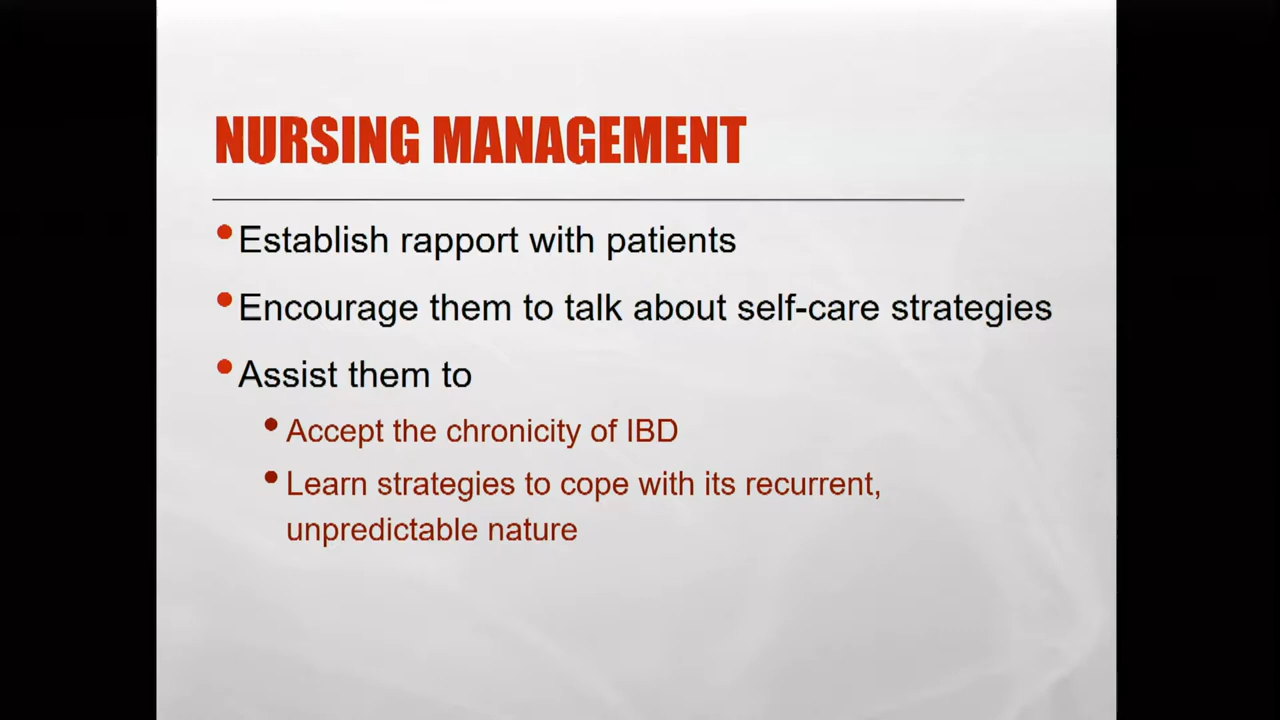 NURSING MANAGEMENT
•Establish rapport with patients
•Encourage them to talk about self-care strategies
•Assist them to
•Accept the chronicity of IBD
•Learn strategies to cope with its recurrent,
unpredictable nature